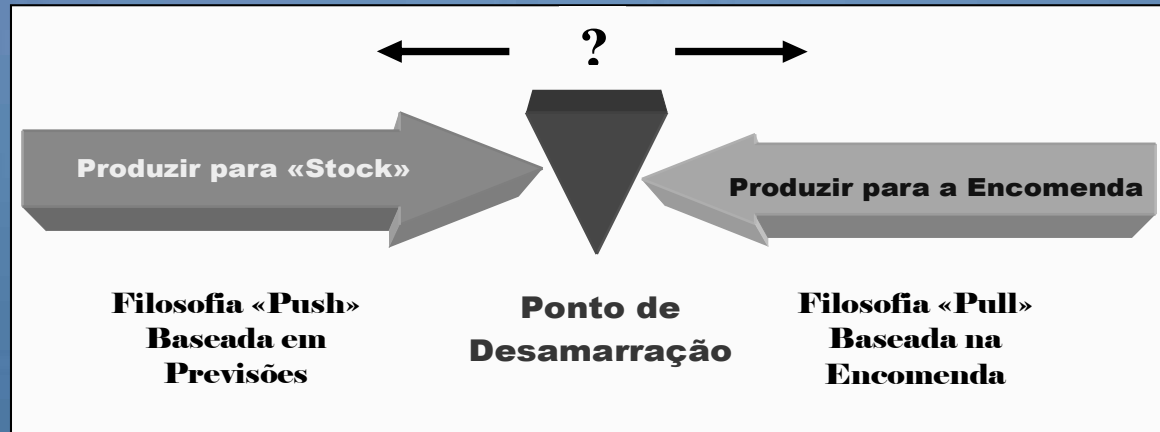 ?
Produzir para «Stock»
Produzir para a Encomenda
Filosofia «Push»
Baseada em
Previsões
Ponto de
Desamarração
Filosofia «Pull»
Baseada na
Encomenda